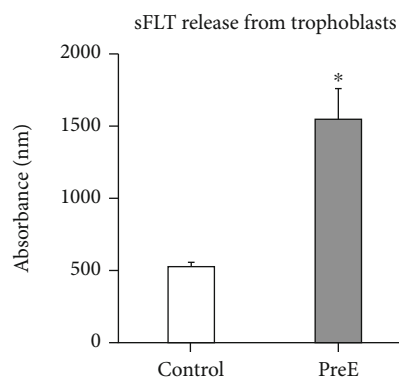 sFLT release from trophoblasts
2000
1500
1000
500
0
Absorbance (nm)
*
Control
PreE